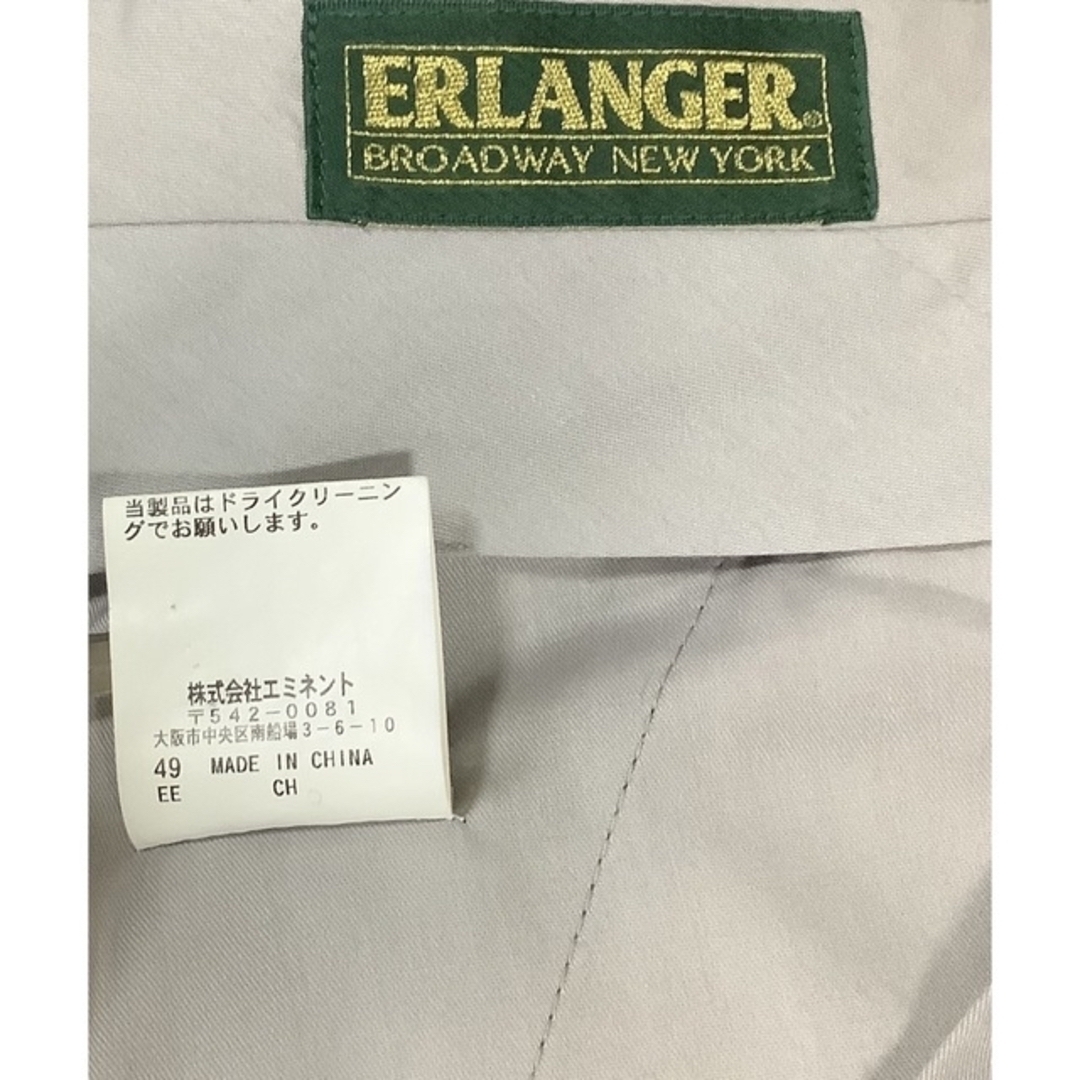 ERLANGER®
BROADWAY NEW YORK
当製品はドライクリーニン
グでお願いします。
株式会社エミネント
〒542-0081
大阪市中央区南船場3-6-10
49 MADE IN CHINA
EE CH